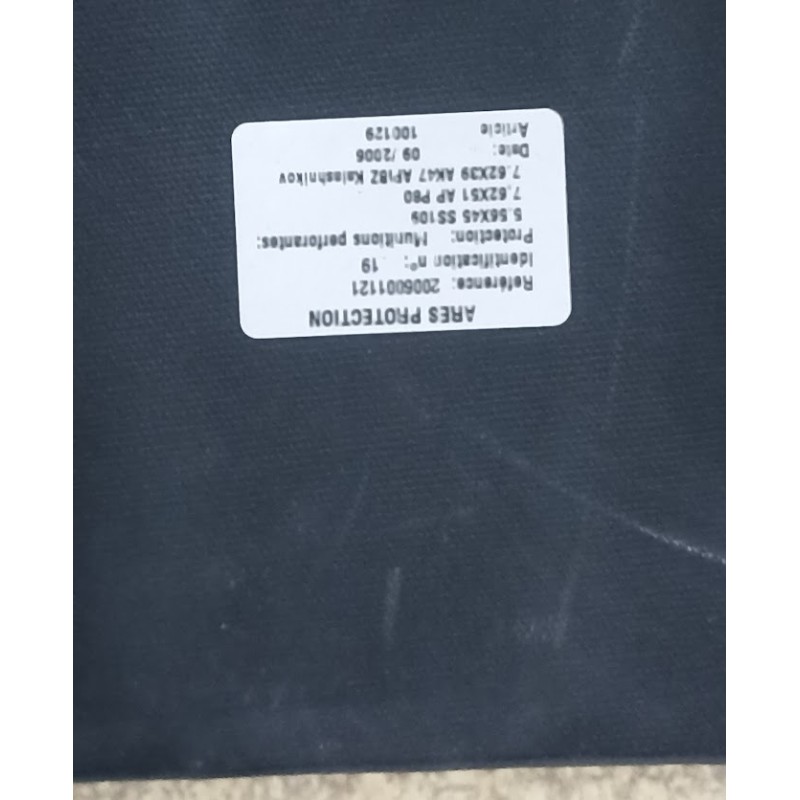 ARES PROTECTION
Référence: 2006001121
Identification n°: 19
Protection: Munitions perforantes:
5.56X45 SS109
7.62X51 AP P80
7.62X39 AK47 API\BZ Kalashnikov
Date: 09 /2006
Article 100129